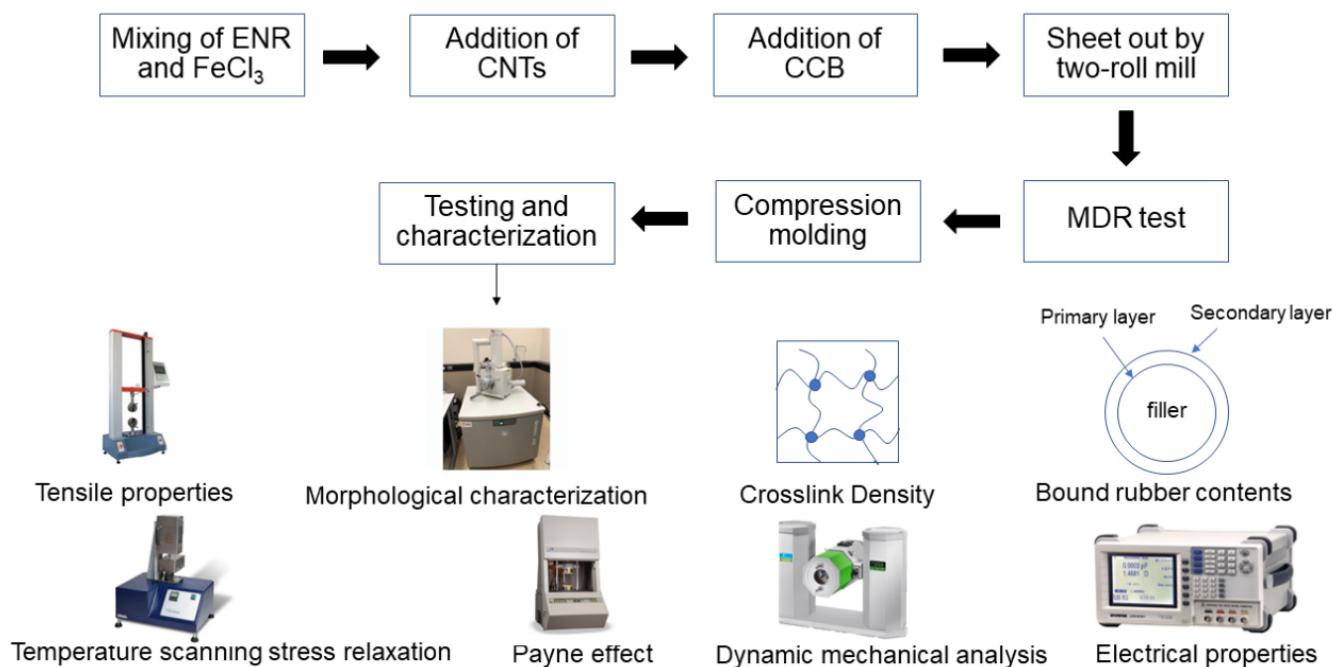 Mixing of ENR
and FeCl₃
Addition of
CNTs
Addition of
CCB
Sheet out by
two-roll mill
Testing and
characterization
Compression
molding
MDR test
Primary layer
Secondary layer
filler
Tensile properties
Morphological characterization
Crosslink Density
Bound rubber contents
Temperature scanning stress relaxation
Payne effect
Dynamic mechanical analysis
Electrical properties